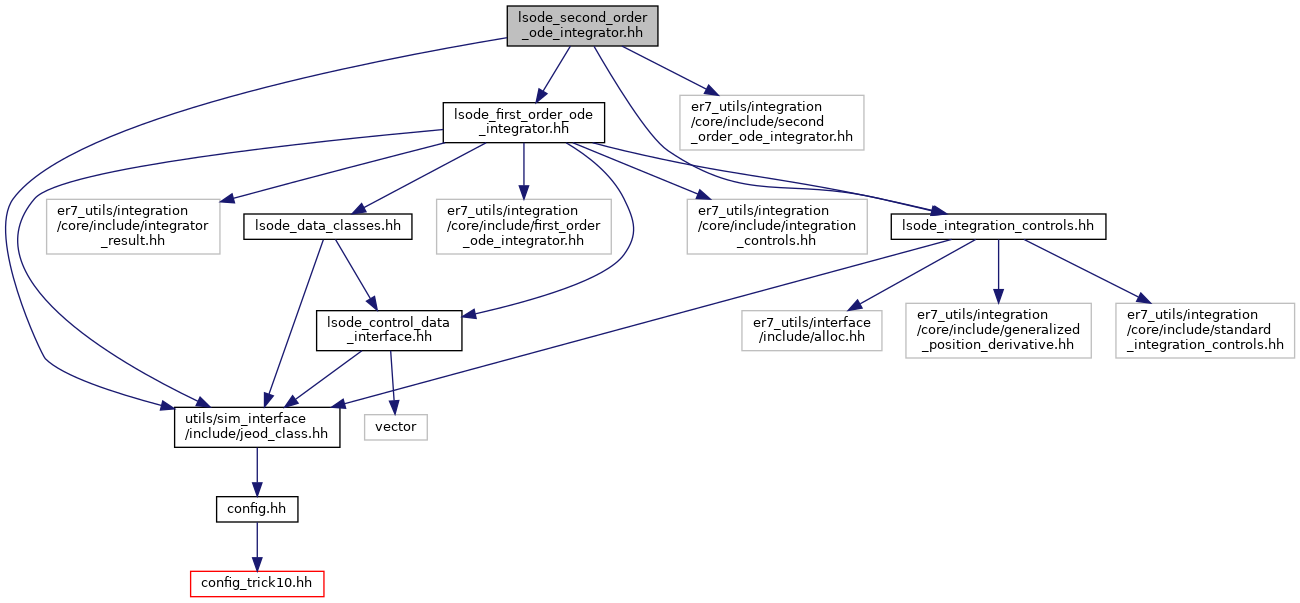 lsode_second_order
_ode_integrator.hh
lsode_first_order_ode
_integrator.hh
er7_utils/integration
/core/include/second
_order_ode_integrator.hh
er7_utils/integration
/core/include/integrator
_result.hh
lsode_data_classes.hh
er7_utils/integration
/core/include/first_order
_ode_integrator.hh
er7_utils/integration
/core/include/integration
_controls.hh
lsode_integration_controls.hh
lsode_control_data
_interface.hh
er7_utils/interface
/include/alloc.hh
er7_utils/integration
/core/include/generalized
_position_derivative.hh
er7_utils/integration
/core/include/standard
_integration_controls.hh
utils/sim_interface
/include/jeod_class.hh
vector
config.hh
config_trick10.hh